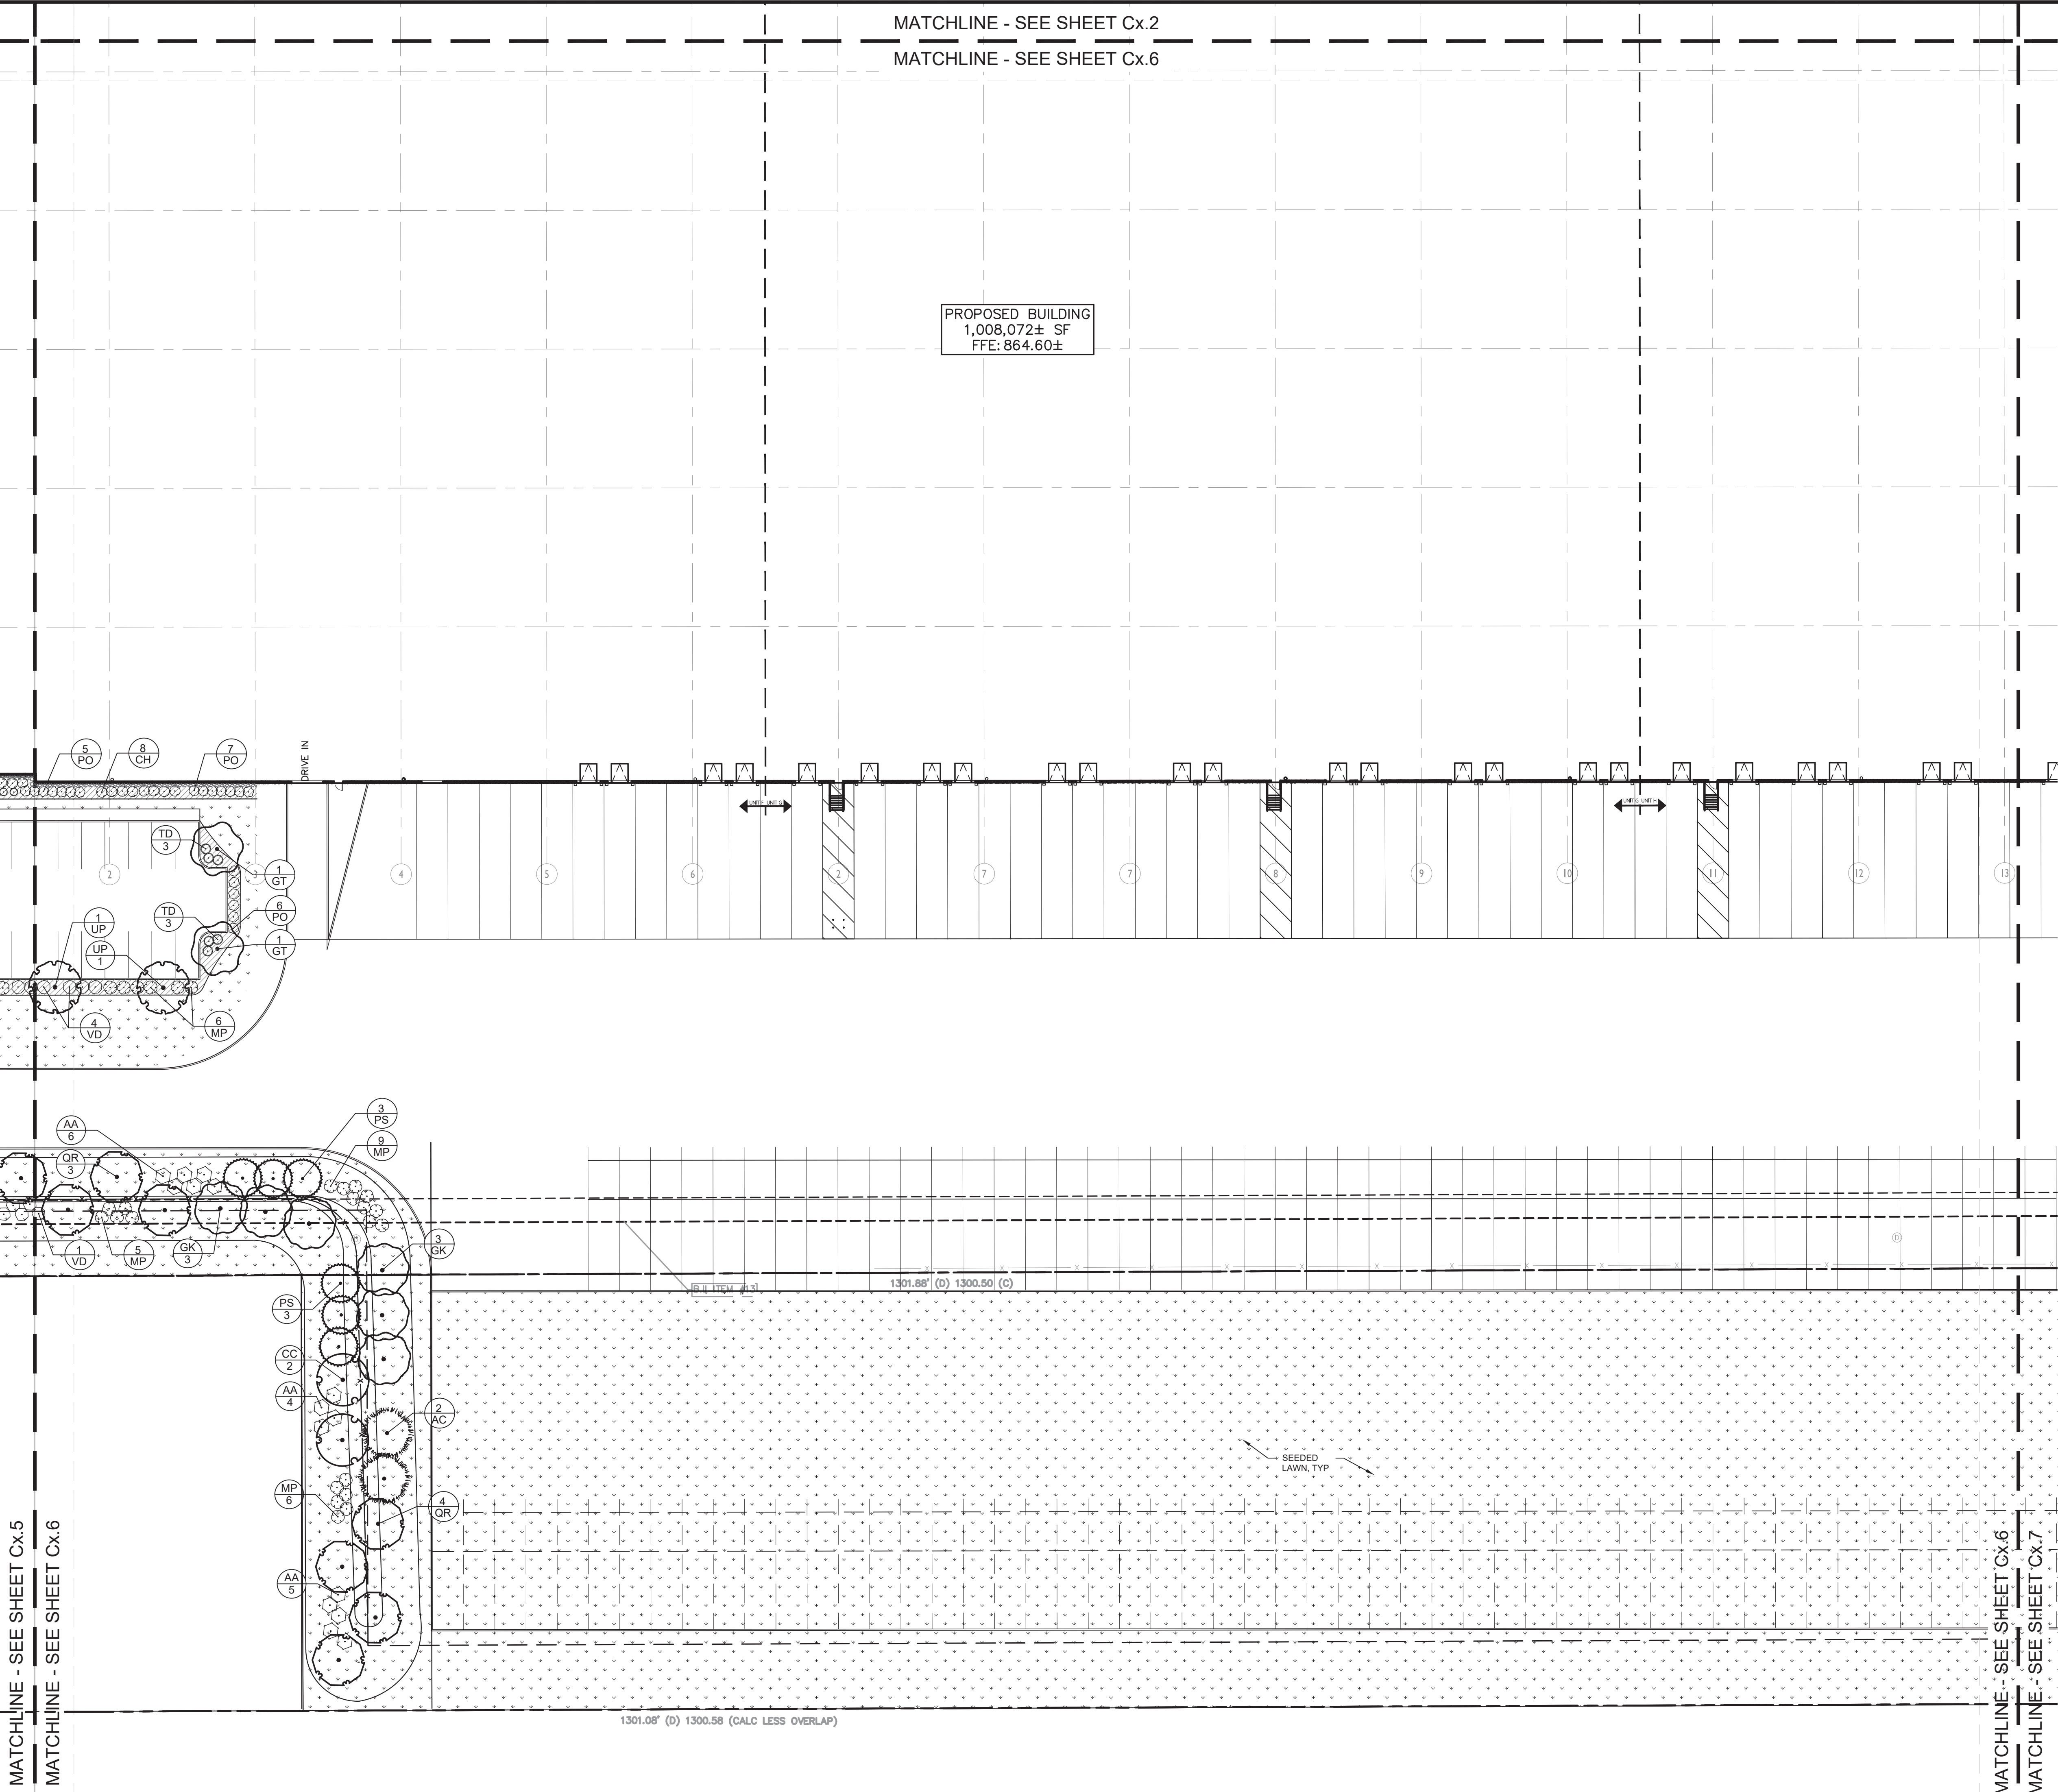 MATCHLINE - SEE SHEET Cx.2
MATCHLINE - SEE SHEET Cx.6
PROPOSED BUILDING
1,008,072± SF
FFE: 864.60±
5
PO
8
CH
7
PO
DRIVE IN
UNIT F UNIT G
UNIT G UNIT H
TD
3
1
GT
2
3
4
5
6
2
7
7
8
9
10
11
12
13
TD
3
6
PO
1
GT
1
UP
UP
1
4
VD
6
MP
3
PS
AA
6
9
MP
QR
3
1
VD
5
MP
GK
3
3
GK
D
1301.88' (D) 1300.50 (C)
PS
3
CC
2
AA
4
2
AC
SEEDED
LAWN, TYP
MP
6
4
QR
AA
5
MATCHLINE - SEE SHEET Cx.5
MATCHLINE - SEE SHEET Cx.6
MATCHLINE - SEE SHEET Cx.6
MATCHLINE - SEE SHEET Cx.7
1301.08' (D) 1300.58 (CALC LESS OVERLAP)